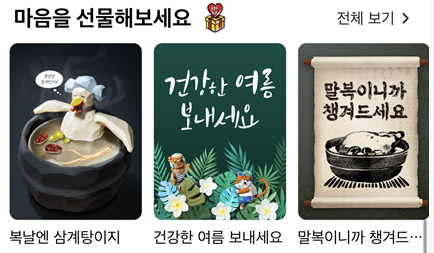 마음을 선물해보세요
전체 보기 >
건강한 여름
보내세요
말복이니까
챙겨드세요
복날엔 삼계탕이지
건강한 여름 보내세요
말복이니까 챙겨드…